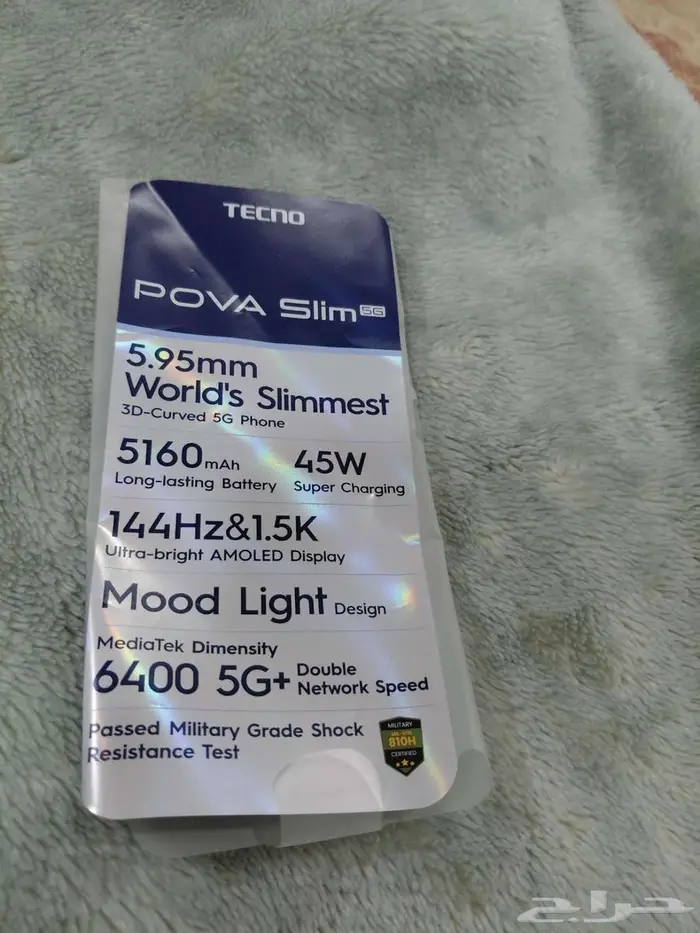 TECNO
POVA Slim 5G
5.95mm
World's Slimmest
3D-Curved 5G Phone
5160mAh 45W
Long-lasting Battery Super Charging
144Hz&1.5K
Ultra-bright AMOLED Display
Mood Light Design
MediaTek Dimensity
6400 5G+ Double
Network Speed
Passed Military Grade Shock
Resistance Test
MILITARY
810H
CERTIFIED
حراج